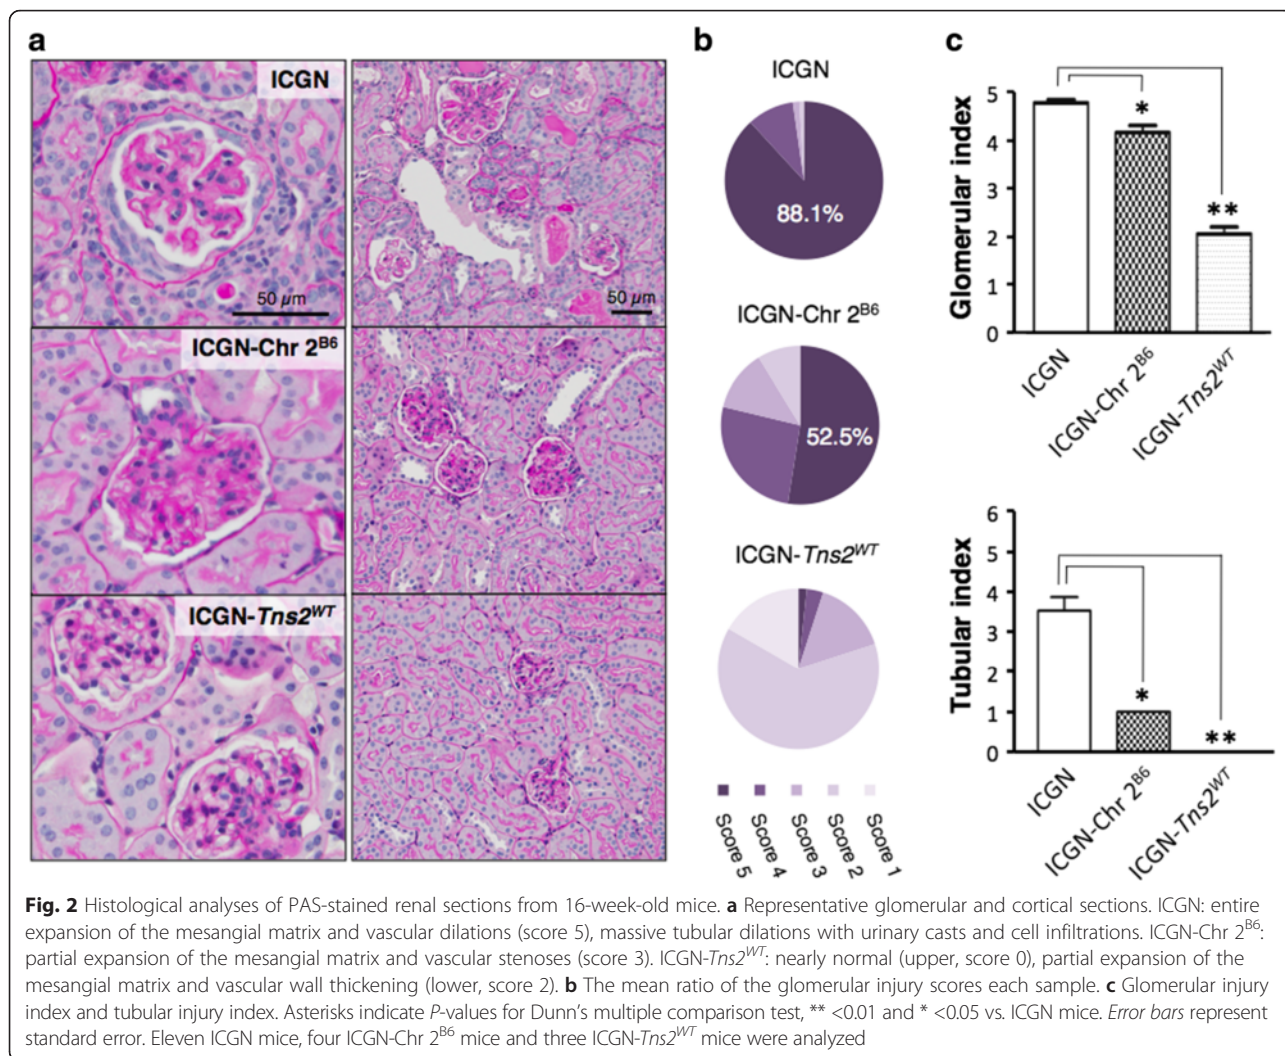 a
ICGN
50 µm
50 µm
ICGN-Chr 2ᴮ⁶
ICGN-Tns2ᵂᵀ
b
ICGN
88.1%
ICGN-Chr 2ᴮ⁶
52.5%
ICGN-Tns2ᵂᵀ
Score 5
Score 4
Score 3
Score 2
Score 1
c
Glomerular index
5
4
3
2
1
0
*
**
ICGN
ICGN-Chr 2ᴮ⁶
ICGN-Tns2ᵂᵀ
Tubular index
6
5
4
3
2
1
0
*
**
ICGN
ICGN-Chr 2ᴮ⁶
ICGN-Tns2ᵂᵀ
Fig. 2 Histological analyses of PAS-stained renal sections from 16-week-old mice. a Representative glomerular and cortical sections. ICGN: entire
expansion of the mesangial matrix and vascular dilations (score 5), massive tubular dilations with urinary casts and cell infiltrations. ICGN-Chr 2ᴮ⁶:
partial expansion of the mesangial matrix and vascular stenoses (score 3). ICGN-Tns2ᵂᵀ: nearly normal (upper, score 0), partial expansion of the
mesangial matrix and vascular wall thickening (lower, score 2). b The mean ratio of the glomerular injury scores each sample. c Glomerular injury
index and tubular injury index. Asterisks indicate P-values for Dunn's multiple comparison test, ** <0.01 and * <0.05 vs. ICGN mice. Error bars represent
standard error. Eleven ICGN mice, four ICGN-Chr 2ᴮ⁶ mice and three ICGN-Tns2ᵂᵀ mice were analyzed